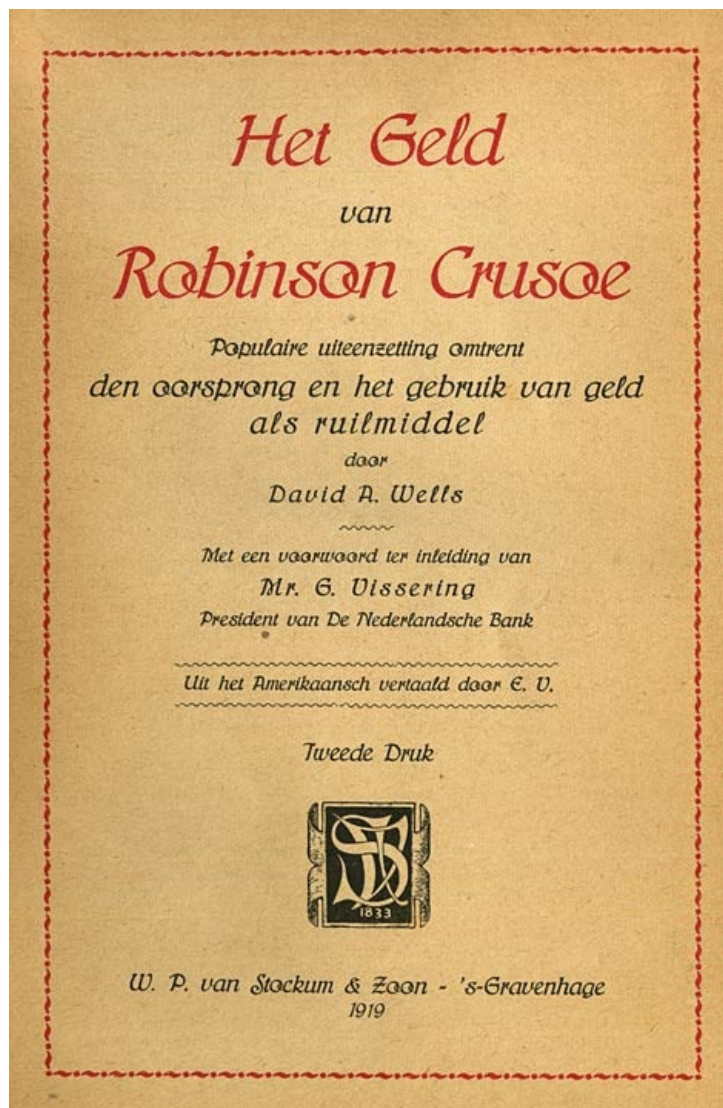 Het Geld
van
Robinson Crusoe
Populaire uiteenzetting omtrent
den oorsprong en het gebruik van geld
als ruilmiddel
door
David A. Wells
Met een voorwoord ter inleiding van
Mr. G. Vissering
President van De Nederlandsche Bank
Uit het Amerikaansch vertaald door E. V.
Tweede Druk
1833
W. P. van Stockum & Zoon - 's-Gravenhage
1919